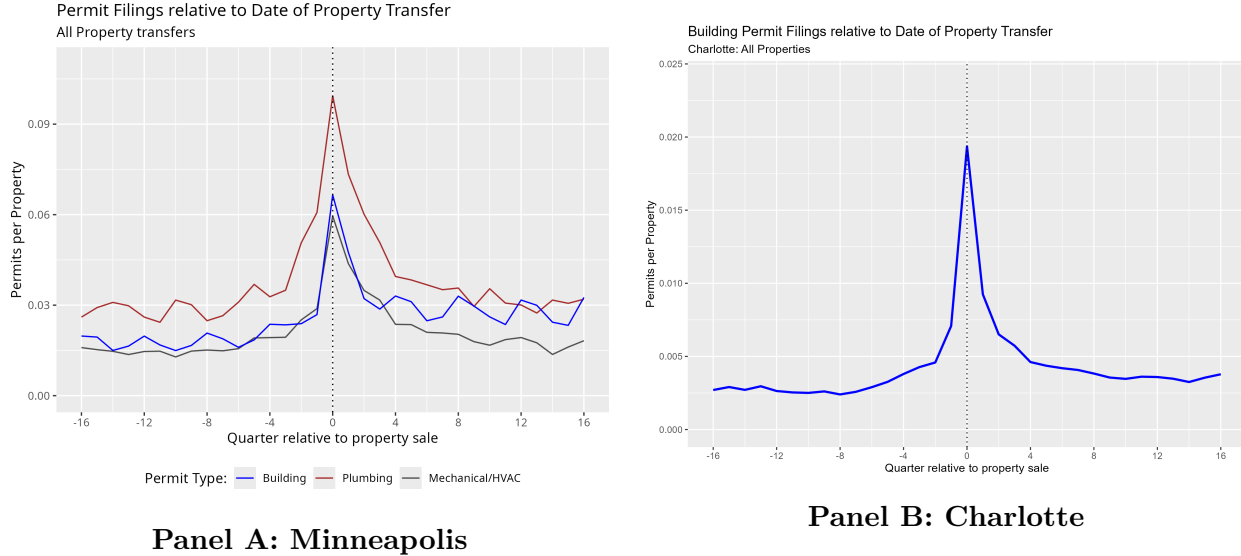 Permit Filings relative to Date of Property Transfer
All Property transfers
Permits per Property
0.09
0.06
0.03
0.00
-16 -12 -8 -4 0 4 8 12 16
Quarter relative to property sale
Permit Type: Building Plumbing Mechanical/HVAC
Panel A: Minneapolis
Building Permit Filings relative to Date of Property Transfer
Charlotte: All Properties
Permits per Property
0.025
0.020
0.015
0.010
0.005
0.000
-16 -12 -8 -4 0 4 8 12 16
Quarter relative to property sale
Panel B: Charlotte